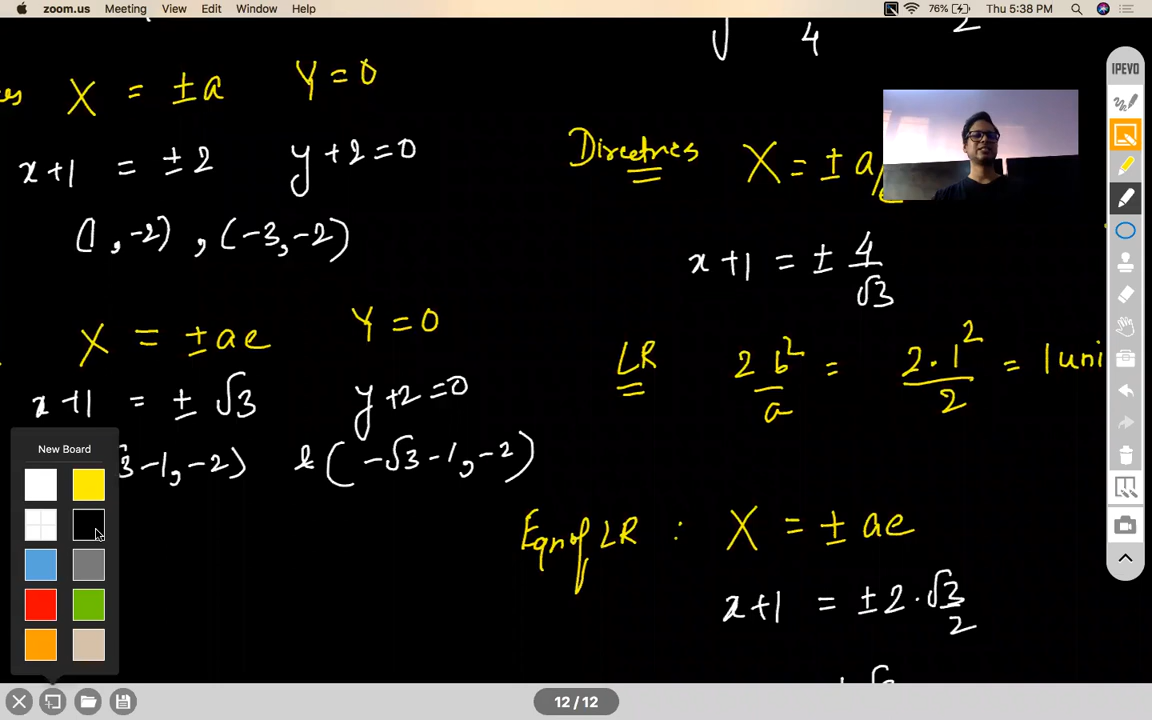 zoom.us Meeting View Edit Window Help 76% Thu 5:38 PM
4 2
IPEVO
X = ±a Y = 0
x+1 = ±2 y+2=0
(1, -2), (-3, -2)
X = ±ae Y = 0
x+1 = ± √3 y+2=0
3-1, -2) & (-√3-1, -2)
Directrices X = ± a/e
x+1 = ± 4/√3
LR 2b²/a = 2·1²/2 = 1 uni
Eqn of LR : X = ± ae
x+1 = ±2·√3/2
New Board
12/12